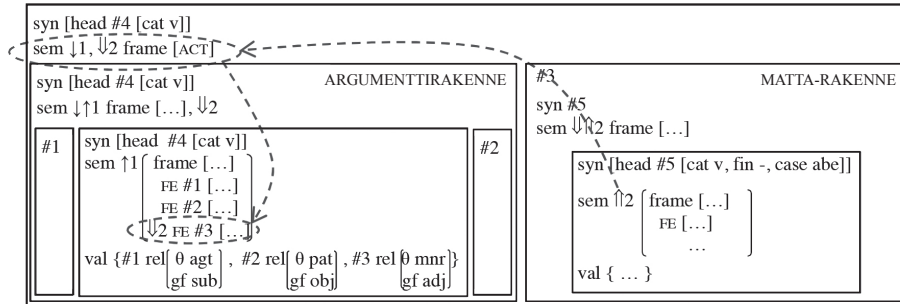 syn [head #4 [cat v]]
sem ↓1, ⇓2 frame [ACT]
ARGUMENTTIRAKENNE
syn [head #4 [cat v]]
sem ↓↑1 frame […], ⇓2
#1
syn [head #4 [cat v]]
sem ↑1 frame […]
FE #1 […]
FE #2 […]
⇓2 FE #3 […]
val {#1 rel [θ agt , #2 rel [θ pat , #3 rel [θ mnr ]}
gf sub] gf obj] gf adj]
#2
MATTA-RAKENNE
#3
syn #5
sem ⇓⇑2 frame […]
syn [head #5 [cat v, fin -, case abe]]
sem ⇑2 frame […]
FE […]
…
val { … }